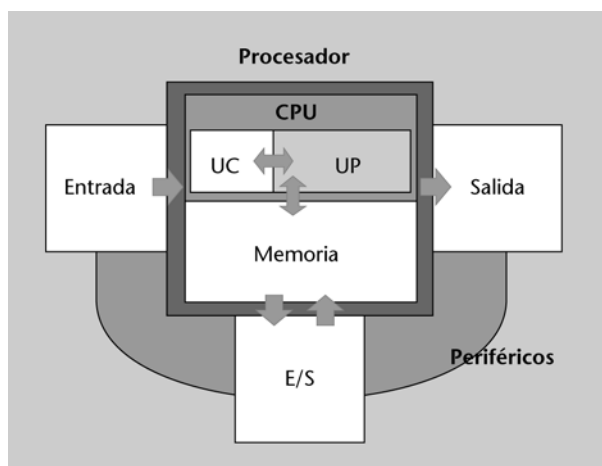 Procesador
CPU
UC
UP
Entrada
Salida
Memoria
Periféricos
E/S